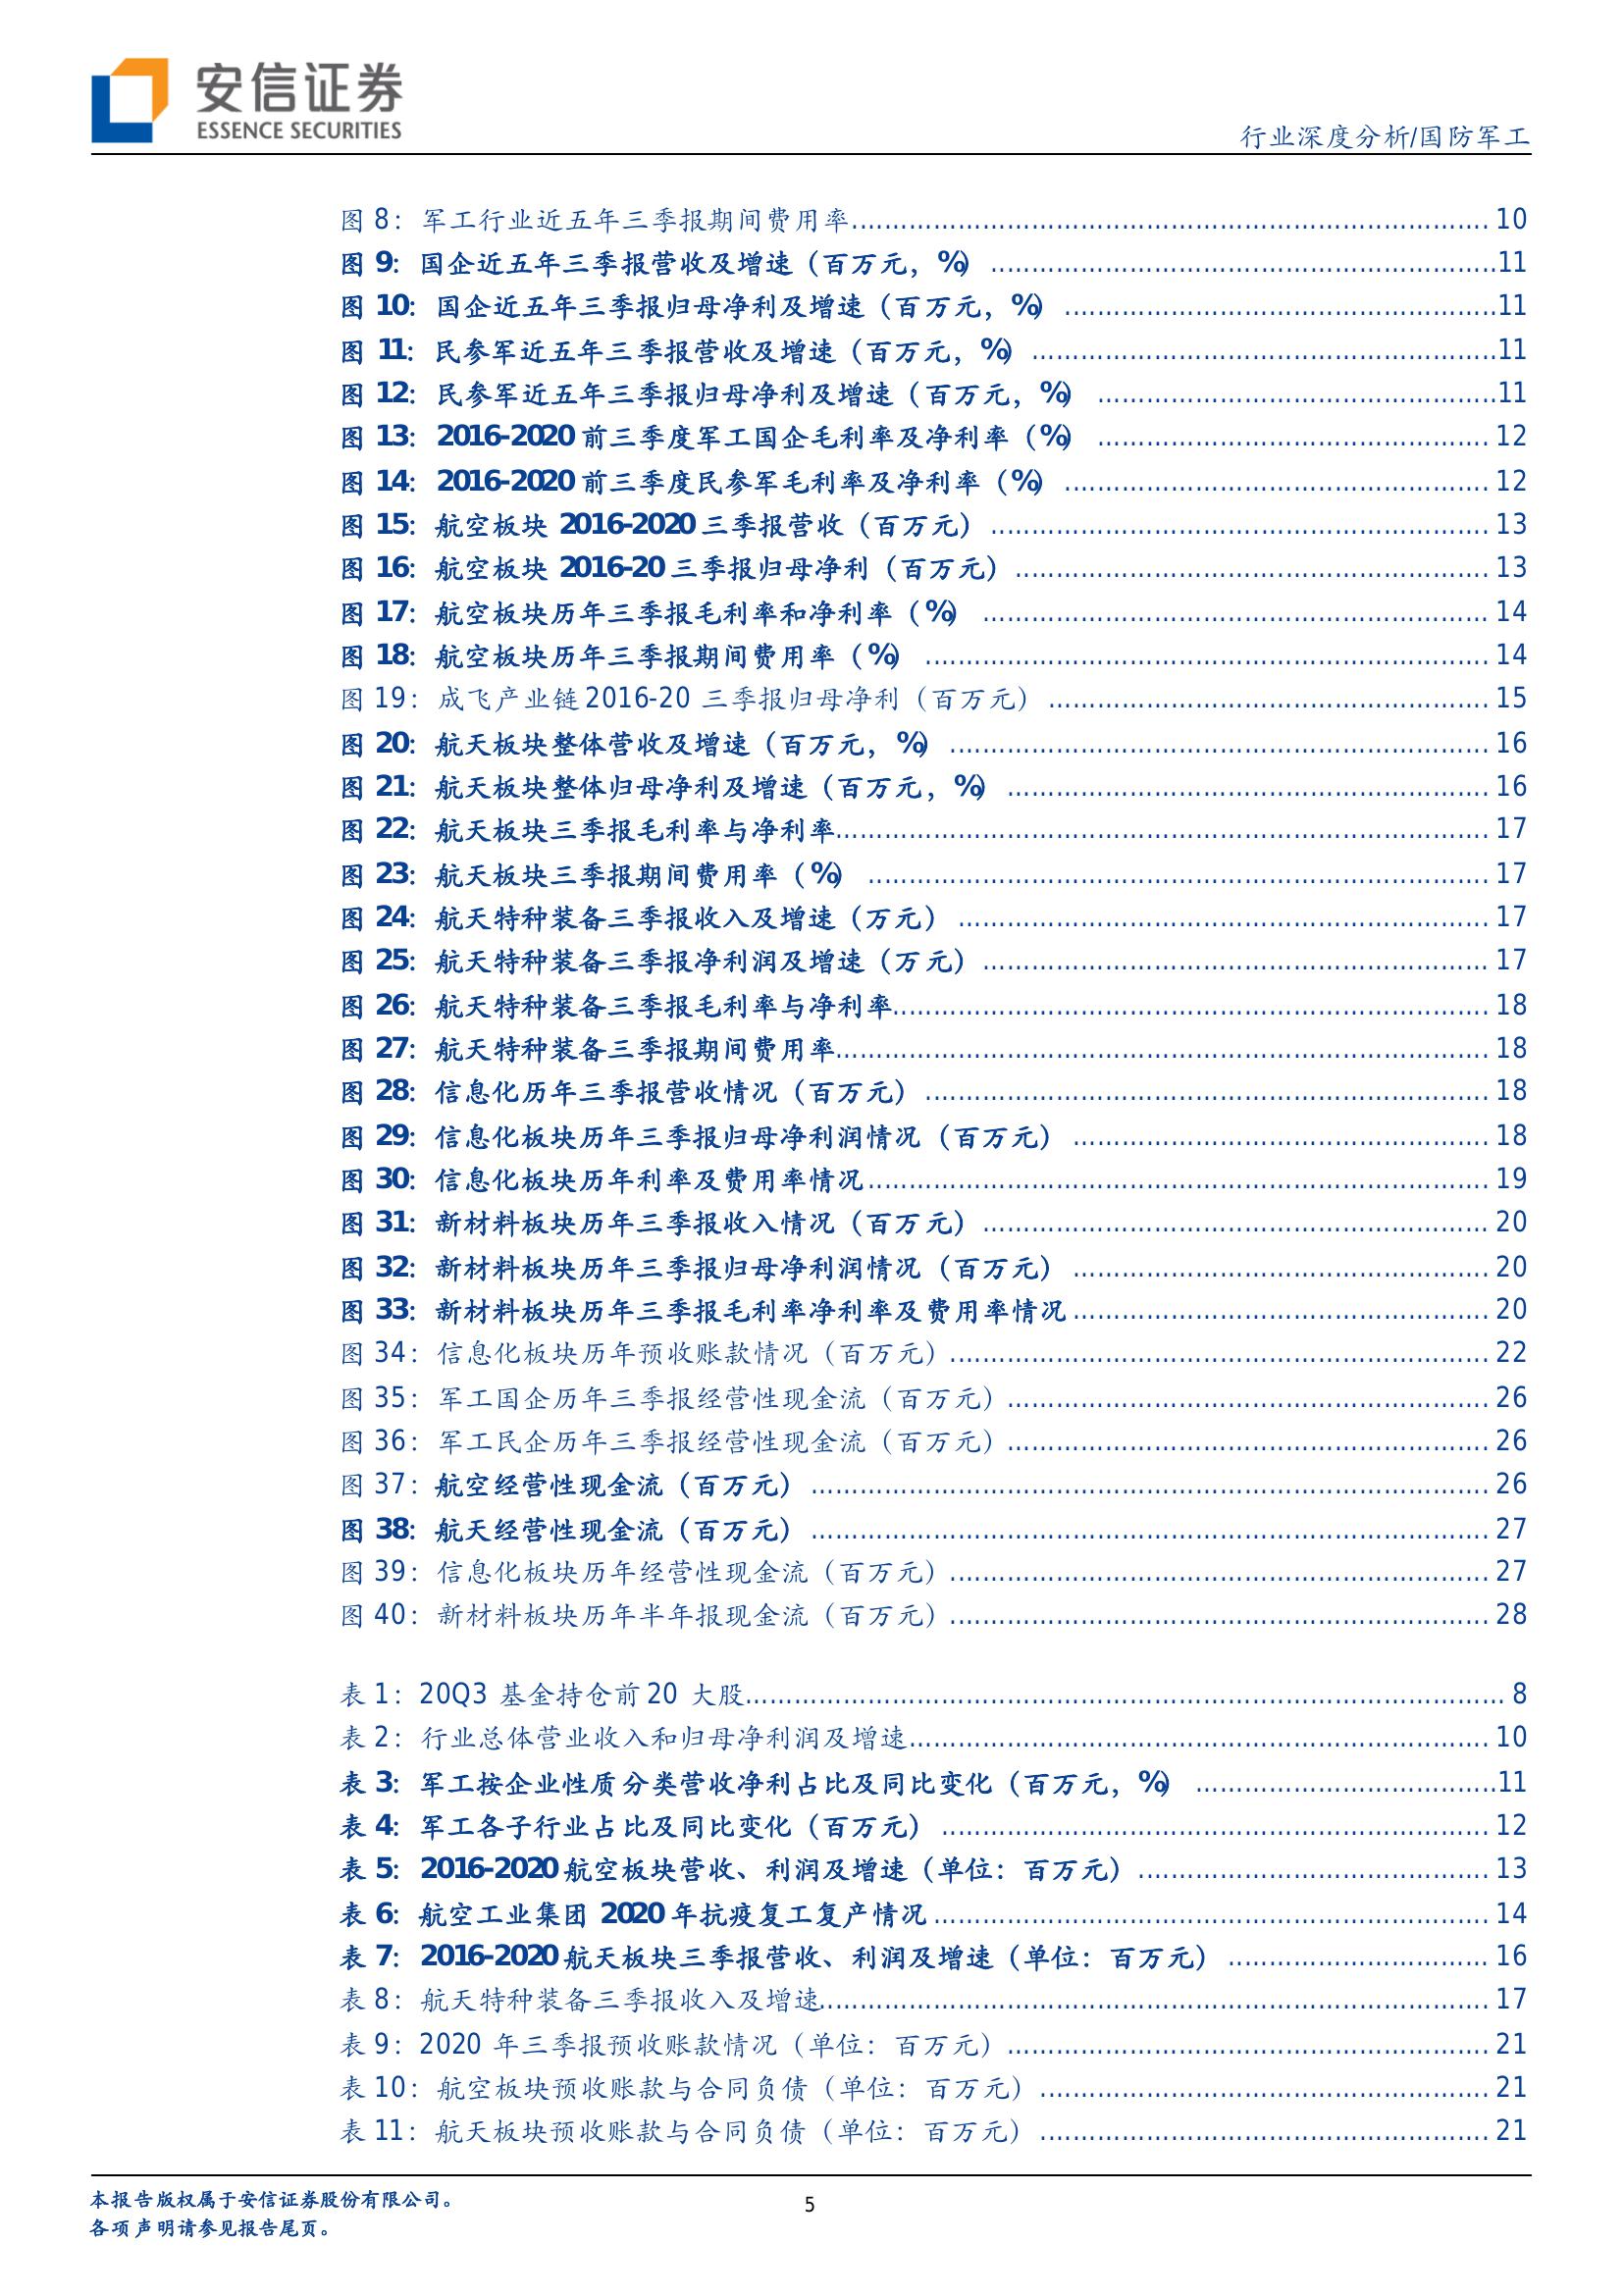 安信证券
ESSENCE SECURITIES
行业深度分析/国防军工
图 8：军工行业近五年三季报期间费用率 10
图 9：国企近五年三季报营收及增速（百万元，%） 11
图 10：国企近五年三季报归母净利及增速（百万元，%） 11
图 11：民参军近五年三季报营收及增速（百万元，%） 11
图 12：民参军近五年三季报归母净利及增速（百万元，%） 11
图 13：2016-2020 前三季度军工国企毛利率及净利率（%） 12
图 14：2016-2020 前三季度民参军毛利率及净利率（%） 12
图 15：航空板块 2016-2020 三季报营收（百万元） 13
图 16：航空板块 2016-20 三季报归母净利（百万元） 13
图 17：航空板块历年三季报毛利率和净利率（%） 14
图 18：航空板块历年三季报期间费用率（%） 14
图 19：成飞产业链 2016-20 三季报归母净利（百万元） 15
图 20：航天板块整体营收及增速（百万元，%） 16
图 21：航天板块整体归母净利及增速（百万元，%） 16
图 22：航天板块三季报毛利率与净利率 17
图 23：航天板块三季报期间费用率（%） 17
图 24：航天特种装备三季报收入及增速（万元） 17
图 25：航天特种装备三季报净利润及增速（万元） 17
图 26：航天特种装备三季报毛利率与净利率 18
图 27：航天特种装备三季报期间费用率 18
图 28：信息化历年三季报营收情况（百万元） 18
图 29：信息化板块历年三季报归母净利润情况（百万元） 18
图 30：信息化板块历年利率及费用率情况 19
图 31：新材料板块历年三季报收入情况（百万元） 20
图 32：新材料板块历年三季报归母净利润情况（百万元） 20
图 33：新材料板块历年三季报毛利率净利率及费用率情况 20
图 34：信息化板块历年预收账款情况（百万元） 22
图 35：军工国企历年三季报经营性现金流（百万元） 26
图 36：军工民企历年三季报经营性现金流（百万元） 26
图 37：航空经营性现金流（百万元） 26
图 38：航天经营性现金流（百万元） 27
图 39：信息化板块历年经营性现金流（百万元） 27
图 40：新材料板块历年半年报现金流（百万元） 28
表 1：20Q3 基金持仓前 20 大股 8
表 2：行业总体营业收入和归母净利润及增速 10
表 3：军工按企业性质分类营收净利占比及同比变化（百万元，%） 11
表 4：军工各子行业占比及同比变化（百万元） 12
表 5：2016-2020 航空板块营收、利润及增速（单位：百万元） 13
表 6：航空工业集团 2020 年抗疫复工复产情况 14
表 7：2016-2020 航天板块三季报营收、利润及增速（单位：百万元） 16
表 8：航天特种装备三季报收入及增速 17
表 9：2020 年三季报预收账款情况（单位：百万元） 21
表 10：航空板块预收账款与合同负债（单位：百万元） 21
表 11：航天板块预收账款与合同负债（单位：百万元） 21
本报告版权属于安信证券股份有限公司。
各项声明请参见报告尾页。
5